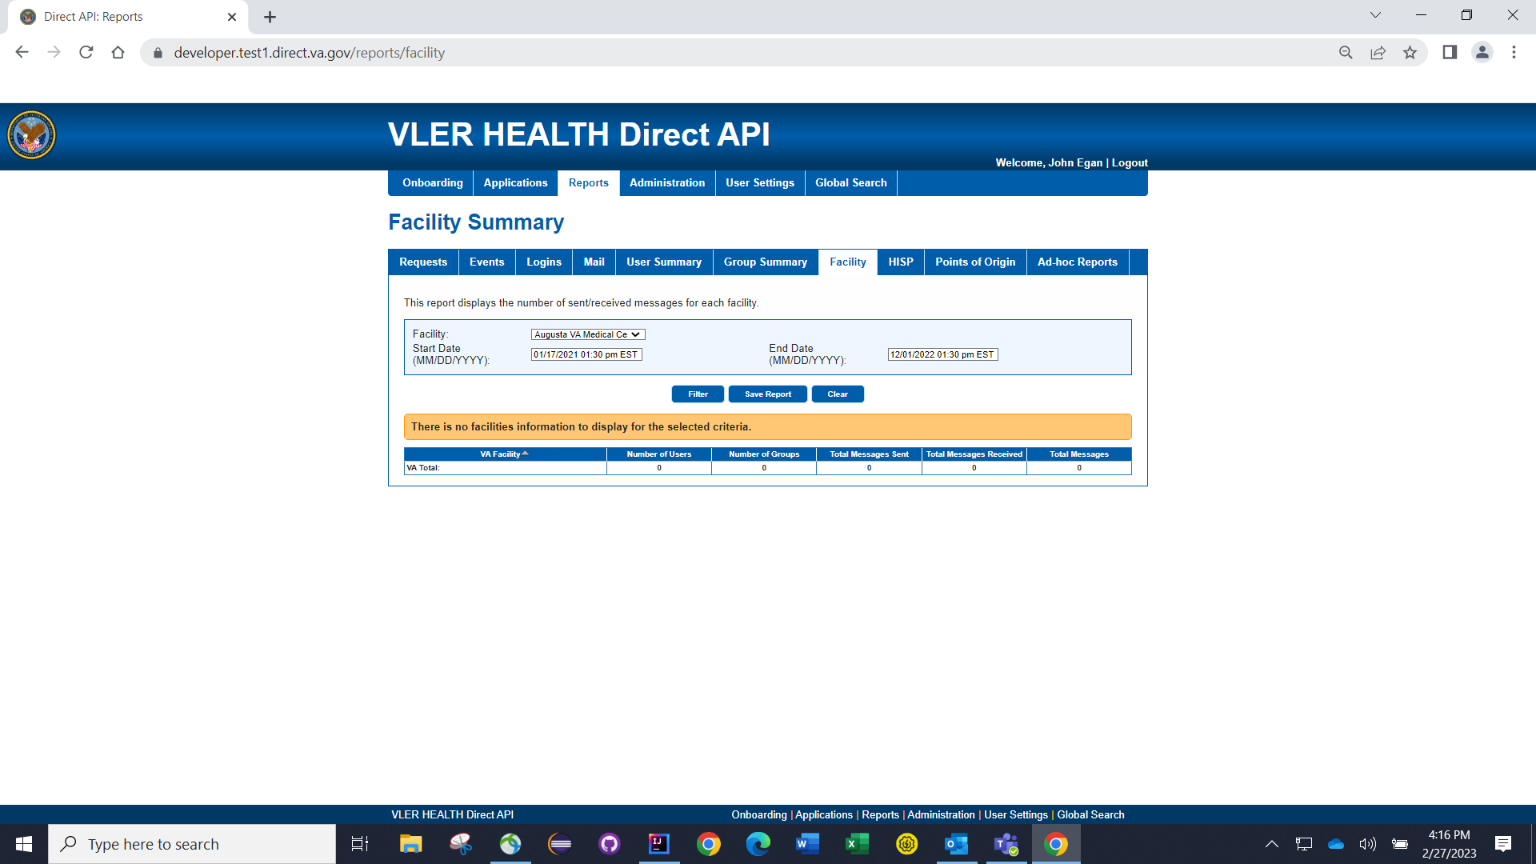 Direct API: Reports
developer.test1.direct.va.gov/reports/facility
VLER HEALTH Direct API
Welcome, John Egan | Logout
Onboarding Applications Reports Administration User Settings Global Search
Facility Summary
Requests Events Logins Mail User Summary Group Summary Facility HISP Points of Origin Ad-hoc Reports
This report displays the number of sent/received messages for each facility.
Facility: Augusta VA Medical Ce
Start Date (MM/DD/YYYY): 01/17/2021 01:30 pm EST End Date (MM/DD/YYYY): 12/01/2022 01:30 pm EST
Filter Save Report Clear
There is no facilities information to display for the selected criteria.
VA Facility Number of Users Number of Groups Total Messages Sent Total Messages Received Total Messages
VA Total: 0 0 0 0 0
VLER HEALTH Direct API Onboarding | Applications | Reports | Administration | User Settings | Global Search
Type here to search
4:16 PM
2/27/2023